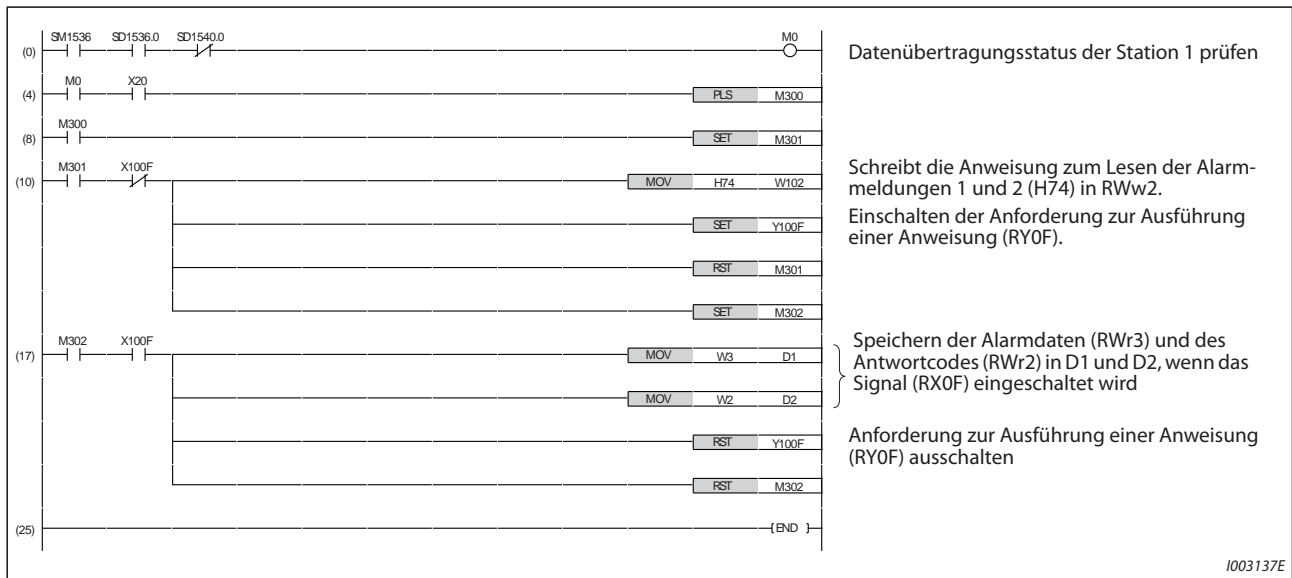 SM1536 SD1536.0 SD1540.0 M0
(0)
Datenübertragungsstatus der Station 1 prüfen
M0 X20
(4) PLS M300
M300
(8) SET M301
M301 X100F
(10) MOV H74 W102
Schreibt die Anweisung zum Lesen der Alarm-
meldungen 1 und 2 (H74) in RWw2.
SET Y100F
Einschalten der Anforderung zur Ausführung
einer Anweisung (RY0F).
RST M301
SET M302
M302 X100F
(17) MOV W3 D1
MOV W2 D2
Speichern der Alarmdaten (RWr3) und des
Antwortcodes (RWr2) in D1 und D2, wenn das
Signal (RX0F) eingeschaltet wird
RST Y100F
Anforderung zur Ausführung einer Anweisung
(RY0F) ausschalten
RST M302
(25) END
I003137E